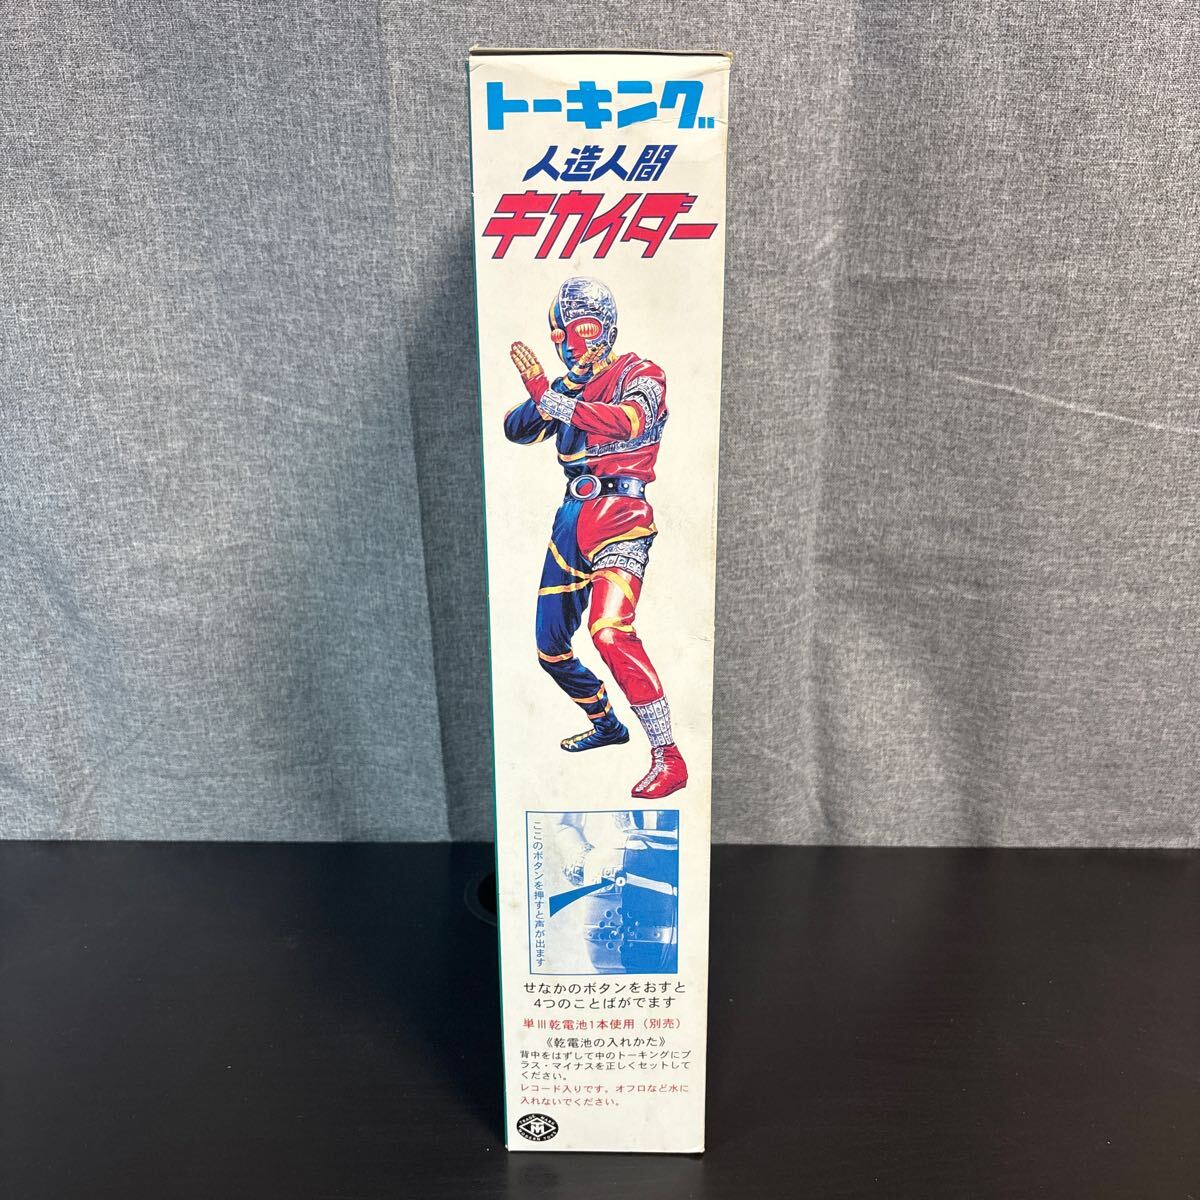 トーキング
人造人間
キカイダー
ここのボタンを押すと声が出ます
せなかのボタンをおすと
4つのことばがでます
単III乾電池1本使用（別売）
《乾電池の入れかた》
背中をはずして中のトーキングにプ
ラス・マイナスを正しくセットして
ください。
レコード入りです。オフロなど水に
入れないでください。
TRADE MARK
MODERN TOYS